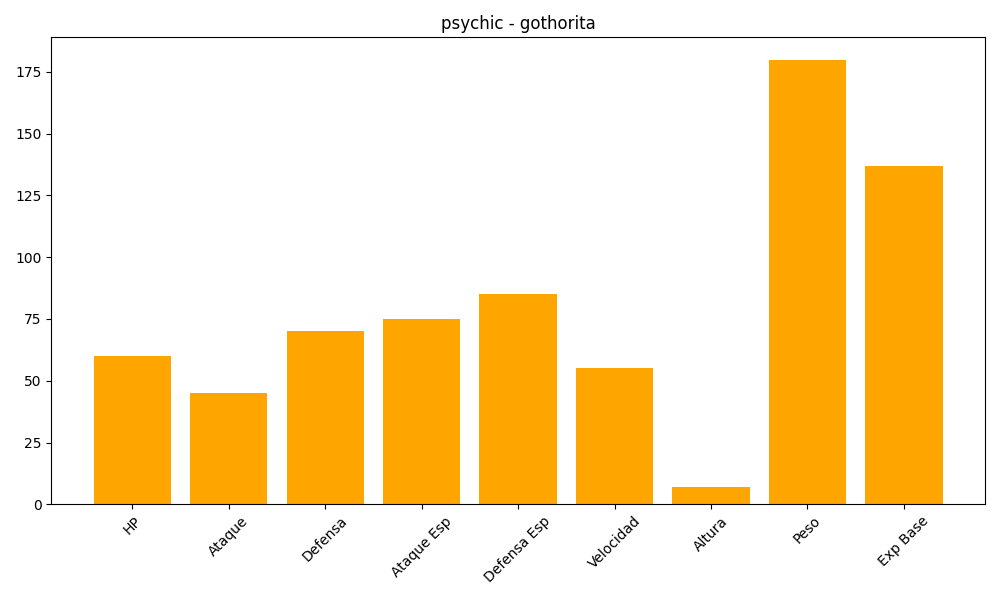 psychic - gothorita
175
150
125
100
75
50
25
0
HP
Ataque
Defensa
Ataque Esp
Defensa Esp
Velocidad
Altura
Peso
Exp Base